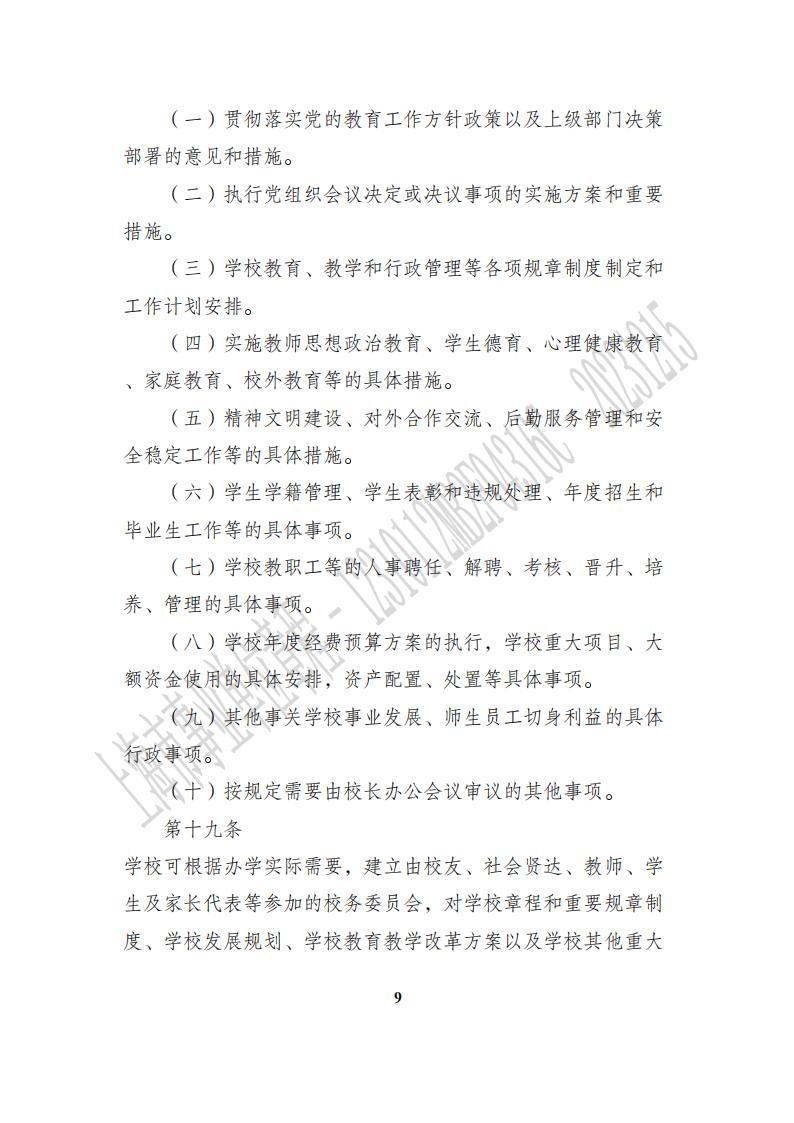 （一）贯彻落实党的教育工作方针政策以及上级部门决策
部署的意见和措施。
（二）执行党组织会议决定或决议事项的实施方案和重要
措施。
（三）学校教育、教学和行政管理等各项规章制度制定和
工作计划安排。
（四）实施教师思想政治教育、学生德育、心理健康教育
、家庭教育、校外教育等的具体措施。
（五）精神文明建设、对外合作交流、后勤服务管理和安
全稳定工作等的具体措施。
（六）学生学籍管理、学生表彰和违规处理、年度招生和
毕业生工作等的具体事项。
（七）学校教职工等的人事聘任、解聘、考核、晋升、培
养、管理的具体事项。
（八）学校年度经费预算方案的执行，学校重大项目、大
额资金使用的具体安排，资产配置、处置等具体事项。
（九）其他事关学校事业发展、师生员工切身利益的具体
行政事项。
（十）按规定需要由校长办公会议审议的其他事项。
第十九条
学校可根据办学实际需要，建立由校友、社会贤达、教师、学
生及家长代表等参加的校务委员会，对学校章程和重要规章制
度、学校发展规划、学校教育教学改革方案以及学校其他重大
9